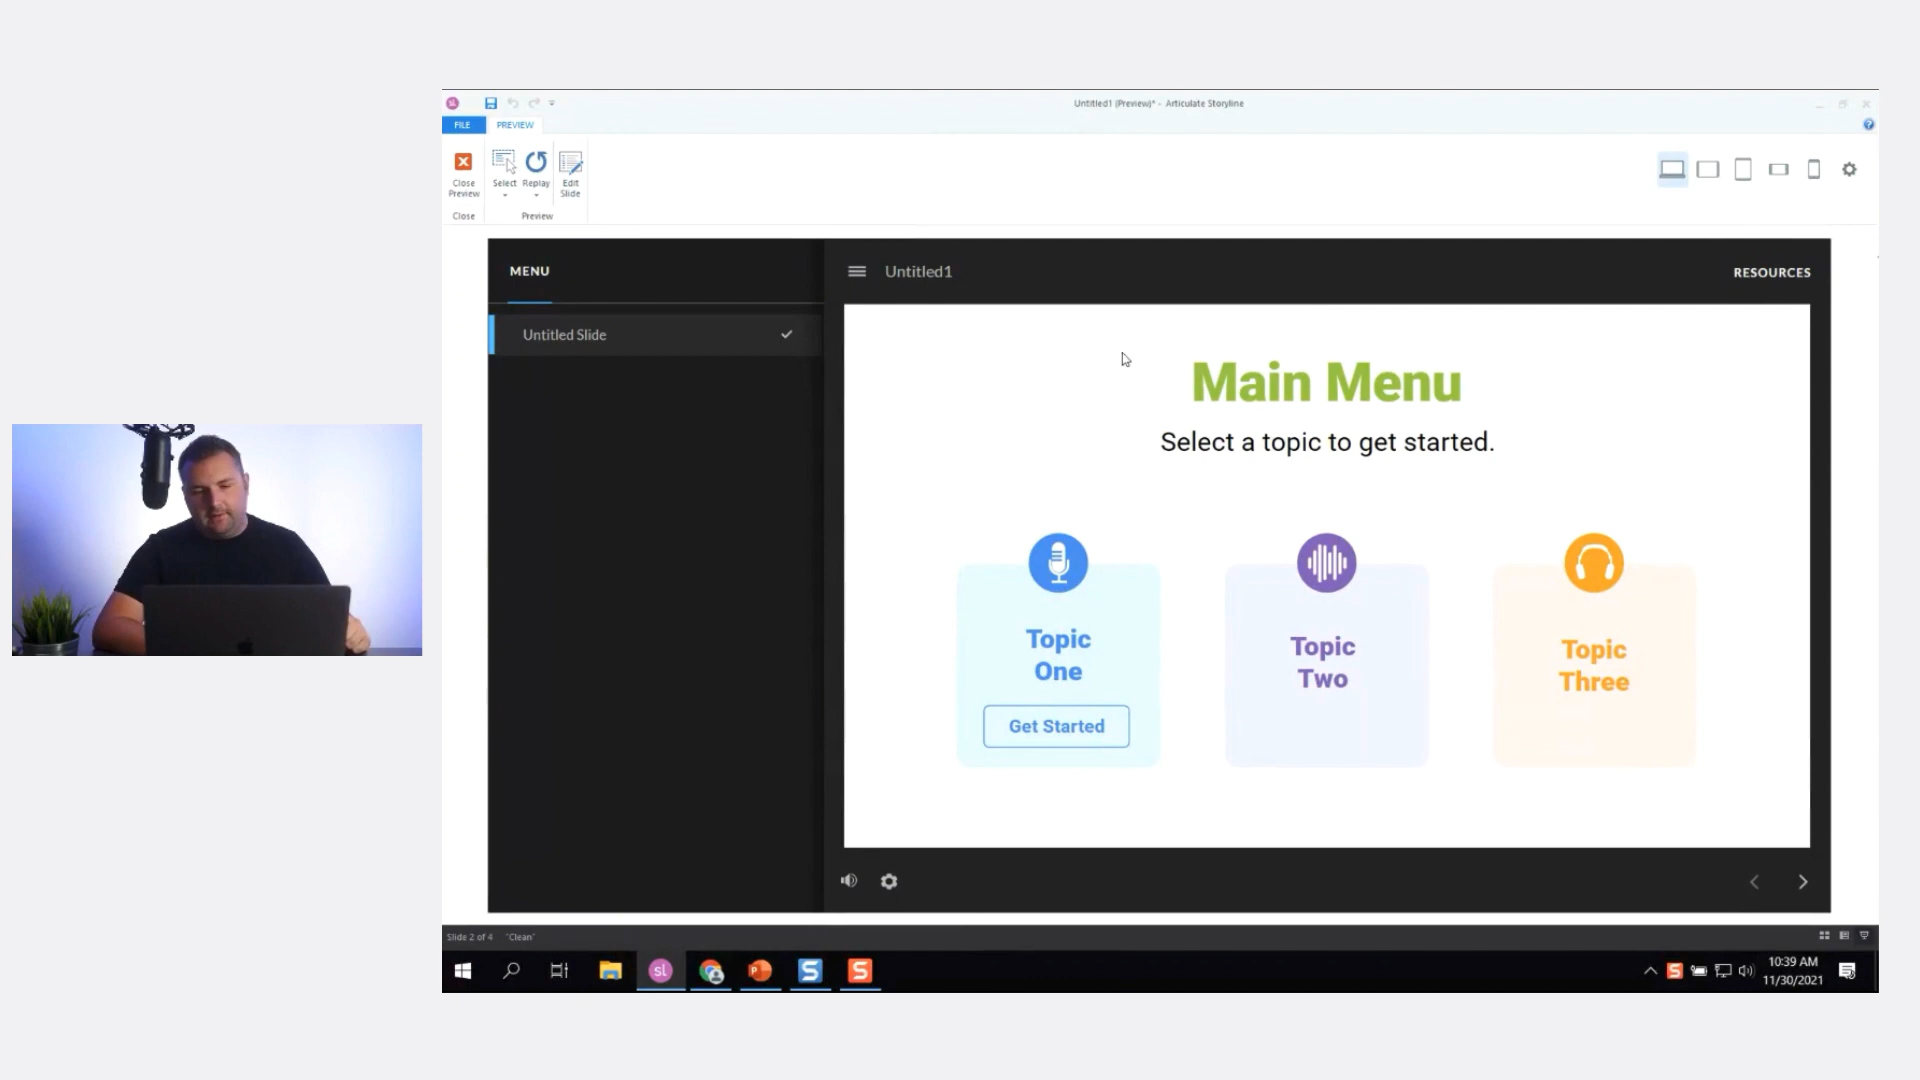 Untitled1 (Preview)* - Articulate Storyline
FILE
PREVIEW
Close Preview
Select
Replay
Edit Slide
Close
Preview
MENU
Untitled1
RESOURCES
Untitled Slide
Main Menu
Select a topic to get started.
Topic
One
Get Started
Topic
Two
Topic
Three
Slide 2 of 4
"Clean"
sl
P
S
S
S
10:39 AM
11/30/2021